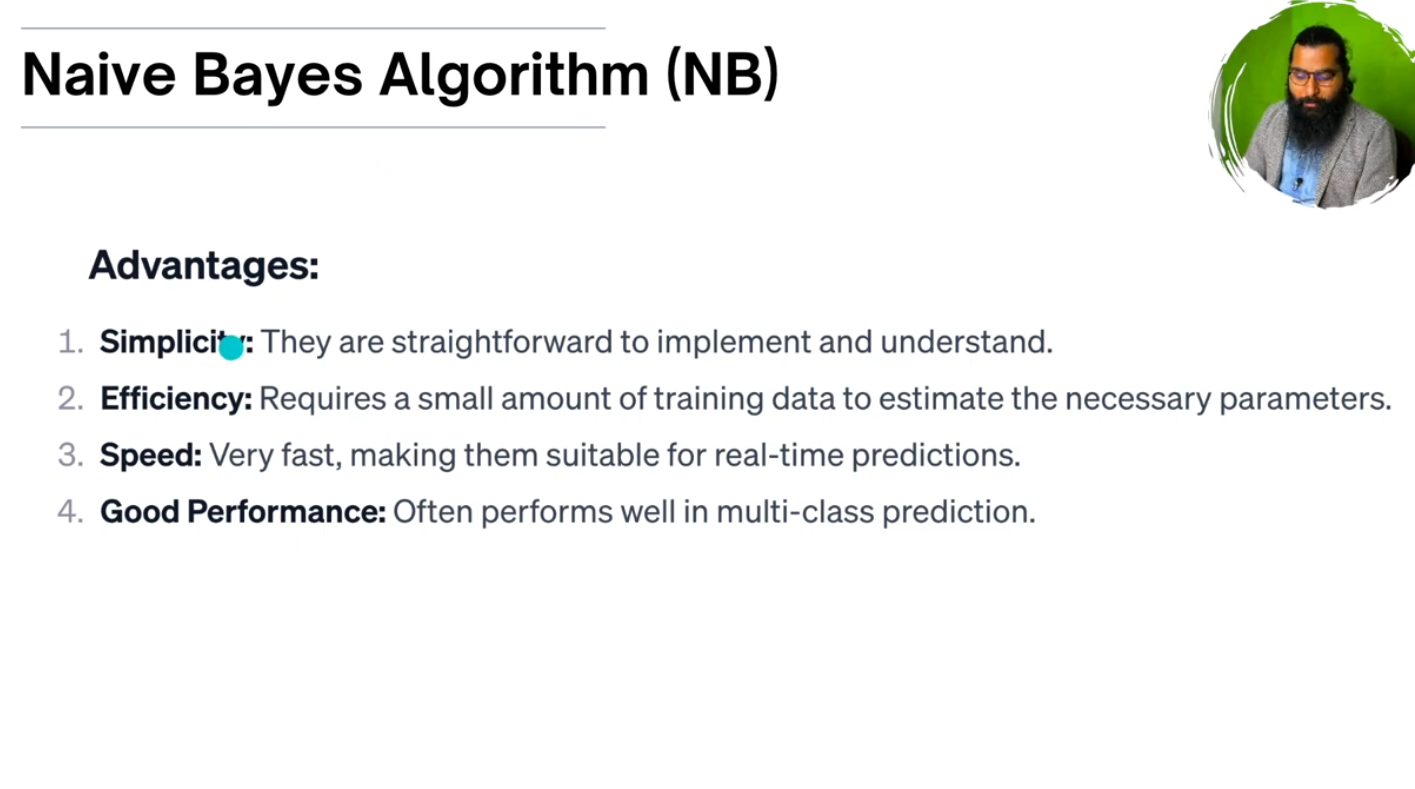 Naive Bayes Algorithm (NB)
Advantages:
1. Simplicity: They are straightforward to implement and understand.
2. Efficiency: Requires a small amount of training data to estimate the necessary parameters.
3. Speed: Very fast, making them suitable for real-time predictions.
4. Good Performance: Often performs well in multi-class prediction.